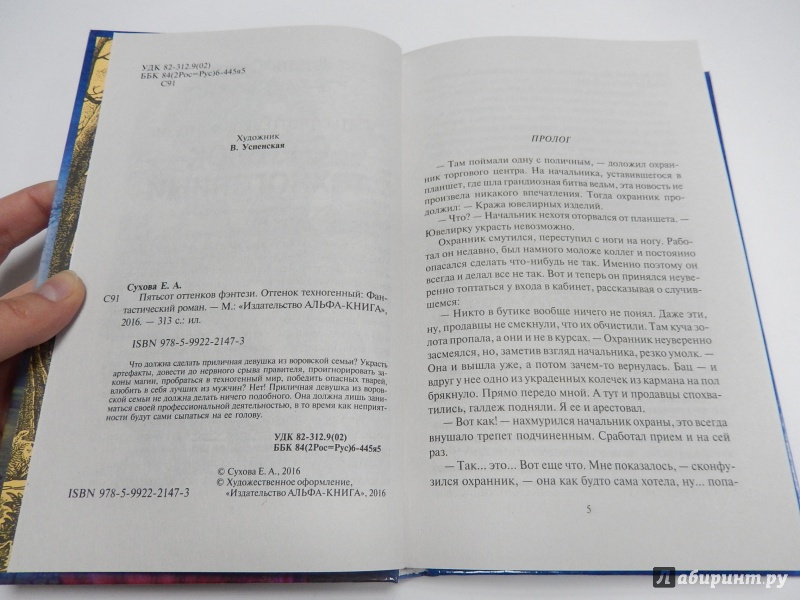 УДК 82-312.9(02)
ББК 84(2Рос=Рус)6-445я5
С91
Художник
В. Успенская
Сухова Е. А.
С91 Пятьсот оттенков фэнтези. Оттенок техногенный: Фан-
тастический роман. — М.: «Издательство АЛЬФА-КНИГА»,
2016. — 313 с.: ил.
ISBN 978-5-9922-2147-3
Что должна сделать приличная девушка из воровской семьи? Украсть
артефакты, довести до нервного срыва правителя, проигнорировать за-
коны магии, пробраться в техногенный мир, победить опасных тварей,
влюбить в себя лучших из мужчин? Нет! Приличная девушка из воров-
ской семьи не должна делать ничего подобного. Она должна лишь зани-
маться своей профессиональной деятельностью, в то время как неприят-
ности будут сами сыпаться на ее голову.
УДК 82-312.9(02)
ББК 84(2Рос=Рус)6-445я5
© Сухова Е. А., 2016
© Художественное оформление,
ISBN 978-5-9922-2147-3 «Издательство АЛЬФА-КНИГА», 2016
ПРОЛОГ
— Там поймали одну с поличным, — доложил охран-
ник торгового центра. На начальника, уставившегося в
планшет, где шла грандиозная битва ведьм, эта новость не
произвела никакого впечатления. Тогда охранник про-
должил: — Кража ювелирных изделий.
— Что? — Начальник нехотя оторвался от планшета. —
Ювелирку украсть невозможно.
Охранник смутился, переступил с ноги на ногу. Рабо-
тал он недавно, был намного моложе коллег и постоянно
опасался сделать что-нибудь не так. Именно поэтому он
всегда и делал все не так. Вот и теперь он принялся неуве-
ренно топтаться у входа в кабинет, рассказывая о случив-
шемся:
— Никто в бутике вообще ничего не понял. Даже эти,
ну, продавцы не смекнули, что их обчистили. Там куча зо-
лота пропала, а они и не в курсах. — Охранник неуверенно
засмеялся, но, заметив взгляд начальника, резко умолк. —
Она и вышла уже, а потом зачем-то вернулась. Бац — и
вдруг у нее одно из украденных колечек из кармана на пол
брякнуло. Прямо передо мной. А тут и продавцы спохва-
тились, галдеж подняли. Я ее и арестовал.
— Вот как! — нахмурился начальник охраны, это всегда
внушало трепет подчиненным. Сработал прием и на сей
раз.
— Так... это... Вот еще что. Мне показалось, — сконфу-
зился охранник, — она как будто сама хотела, ну... попа-
5
Лабиринт.ру